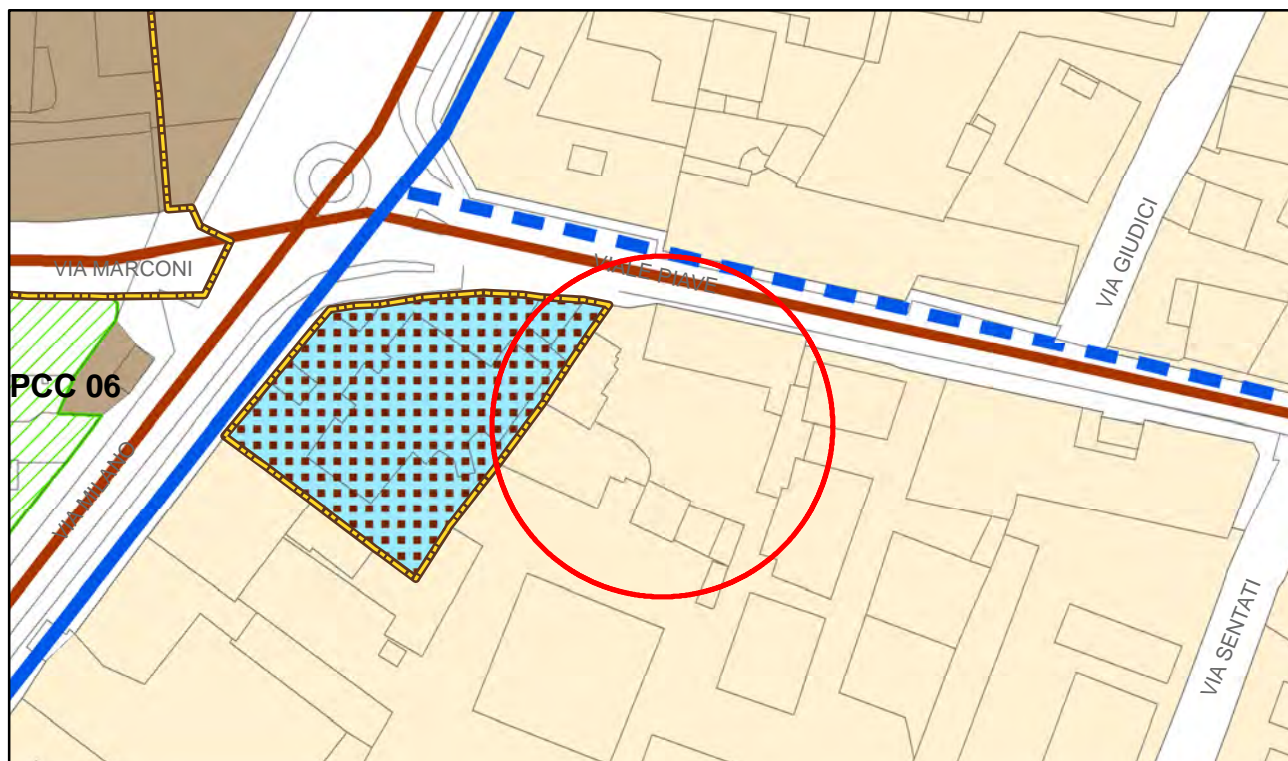 VIA MARCONI
VIALE PIAVE
VIA GIUDICI
PCC 06
VIA MILANO
VIA SENTATI